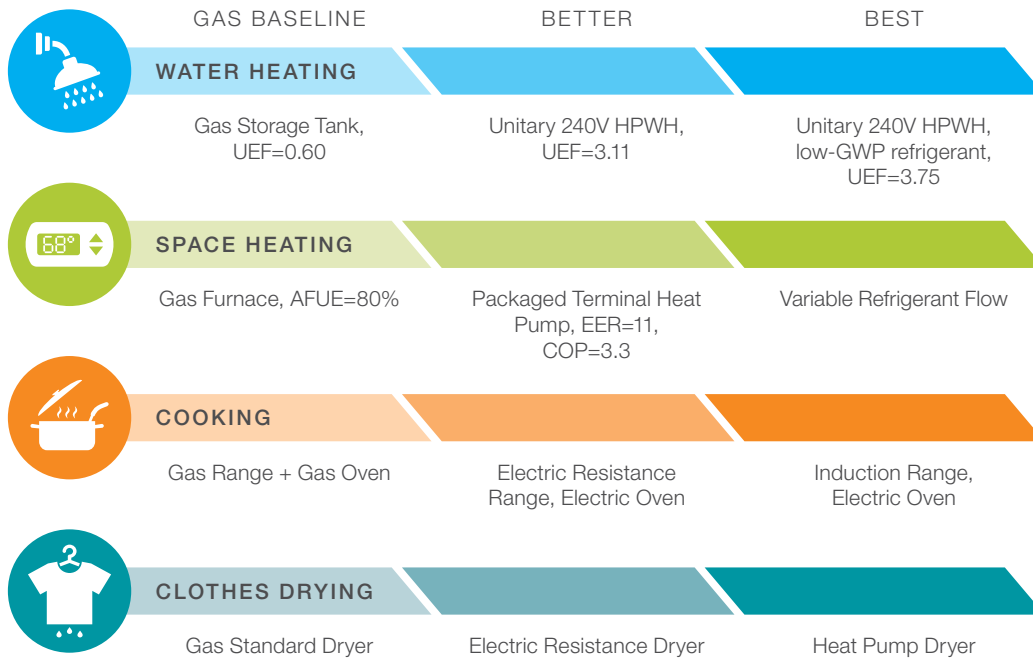 GAS BASELINE
BETTER
BEST
WATER HEATING
Gas Storage Tank,
UEF=0.60
Unitary 240V HPWH,
UEF=3.11
Unitary 240V HPWH,
low-GWP refrigerant,
UEF=3.75
68°
SPACE HEATING
Gas Furnace, AFUE=80%
Packaged Terminal Heat
Pump, EER=11,
COP=3.3
Variable Refrigerant Flow
COOKING
Gas Range + Gas Oven
Electric Resistance
Range, Electric Oven
Induction Range,
Electric Oven
CLOTHES DRYING
Gas Standard Dryer
Electric Resistance Dryer
Heat Pump Dryer